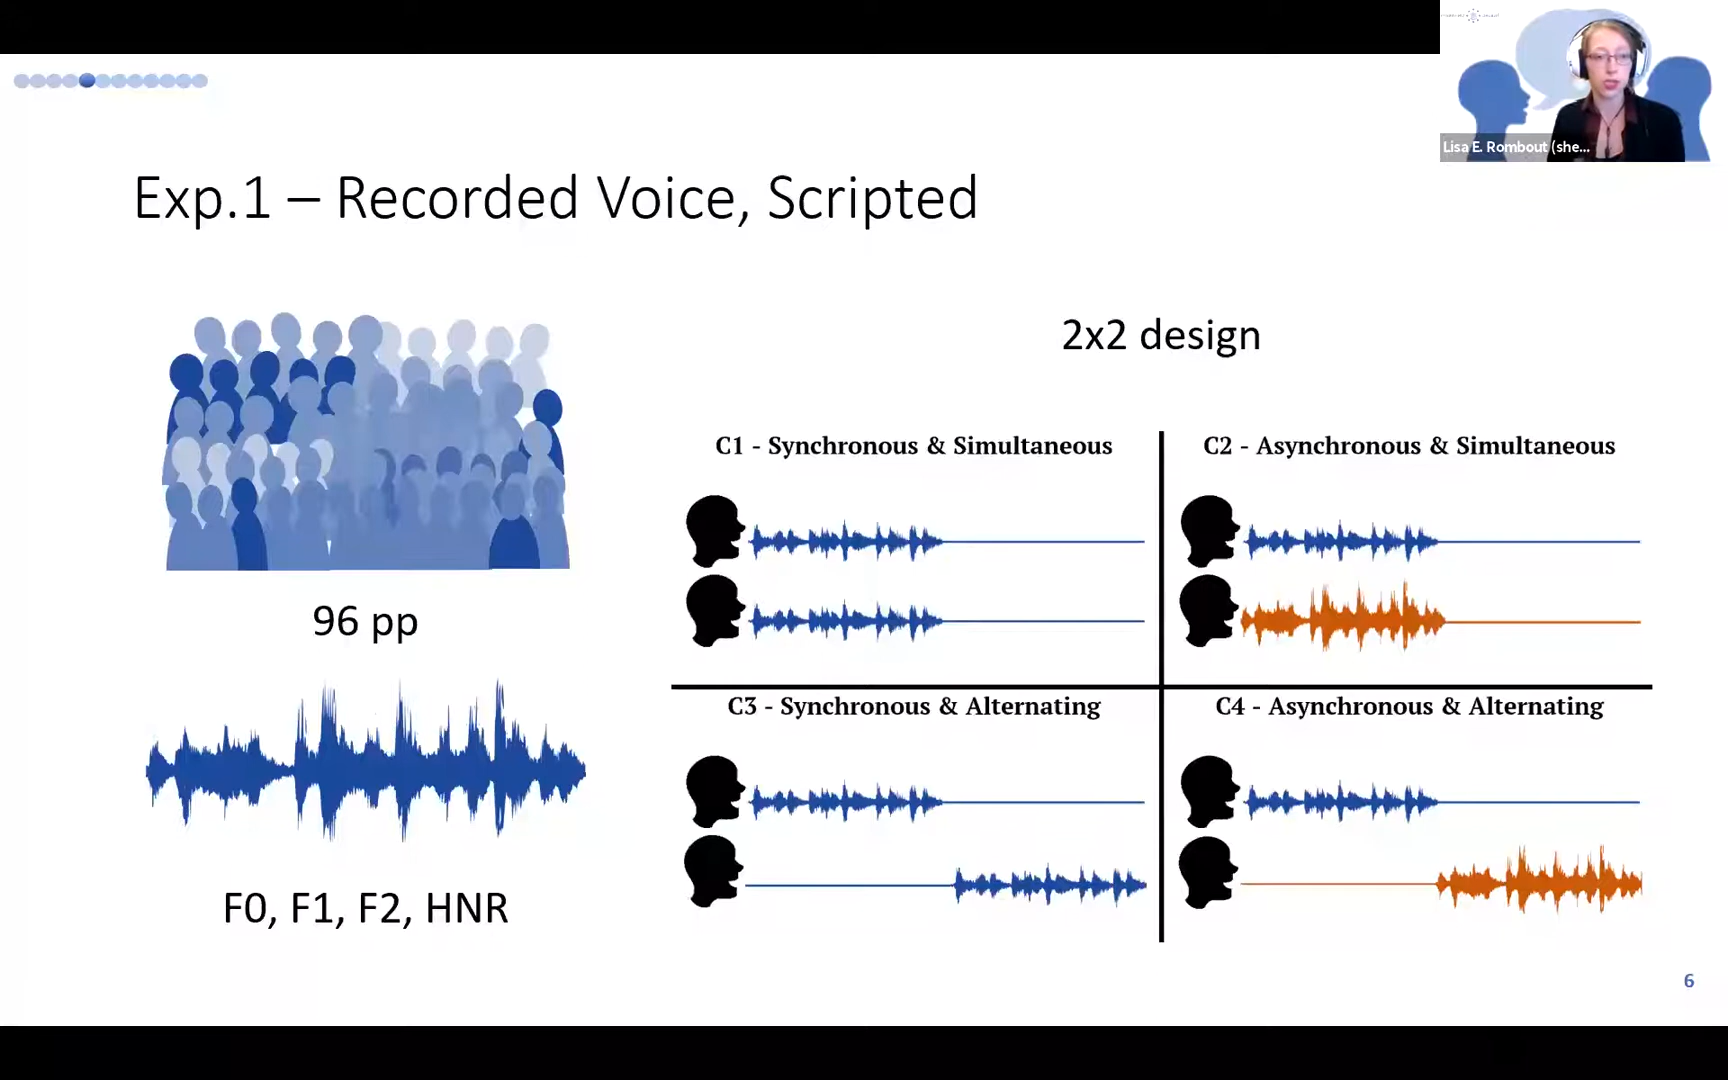 Lisa E. Rombout (she...
Exp.1 – Recorded Voice, Scripted
2x2 design
C1 - Synchronous & Simultaneous
C2 - Asynchronous & Simultaneous
96 pp
C3 - Synchronous & Alternating
C4 - Asynchronous & Alternating
F0, F1, F2, HNR
6